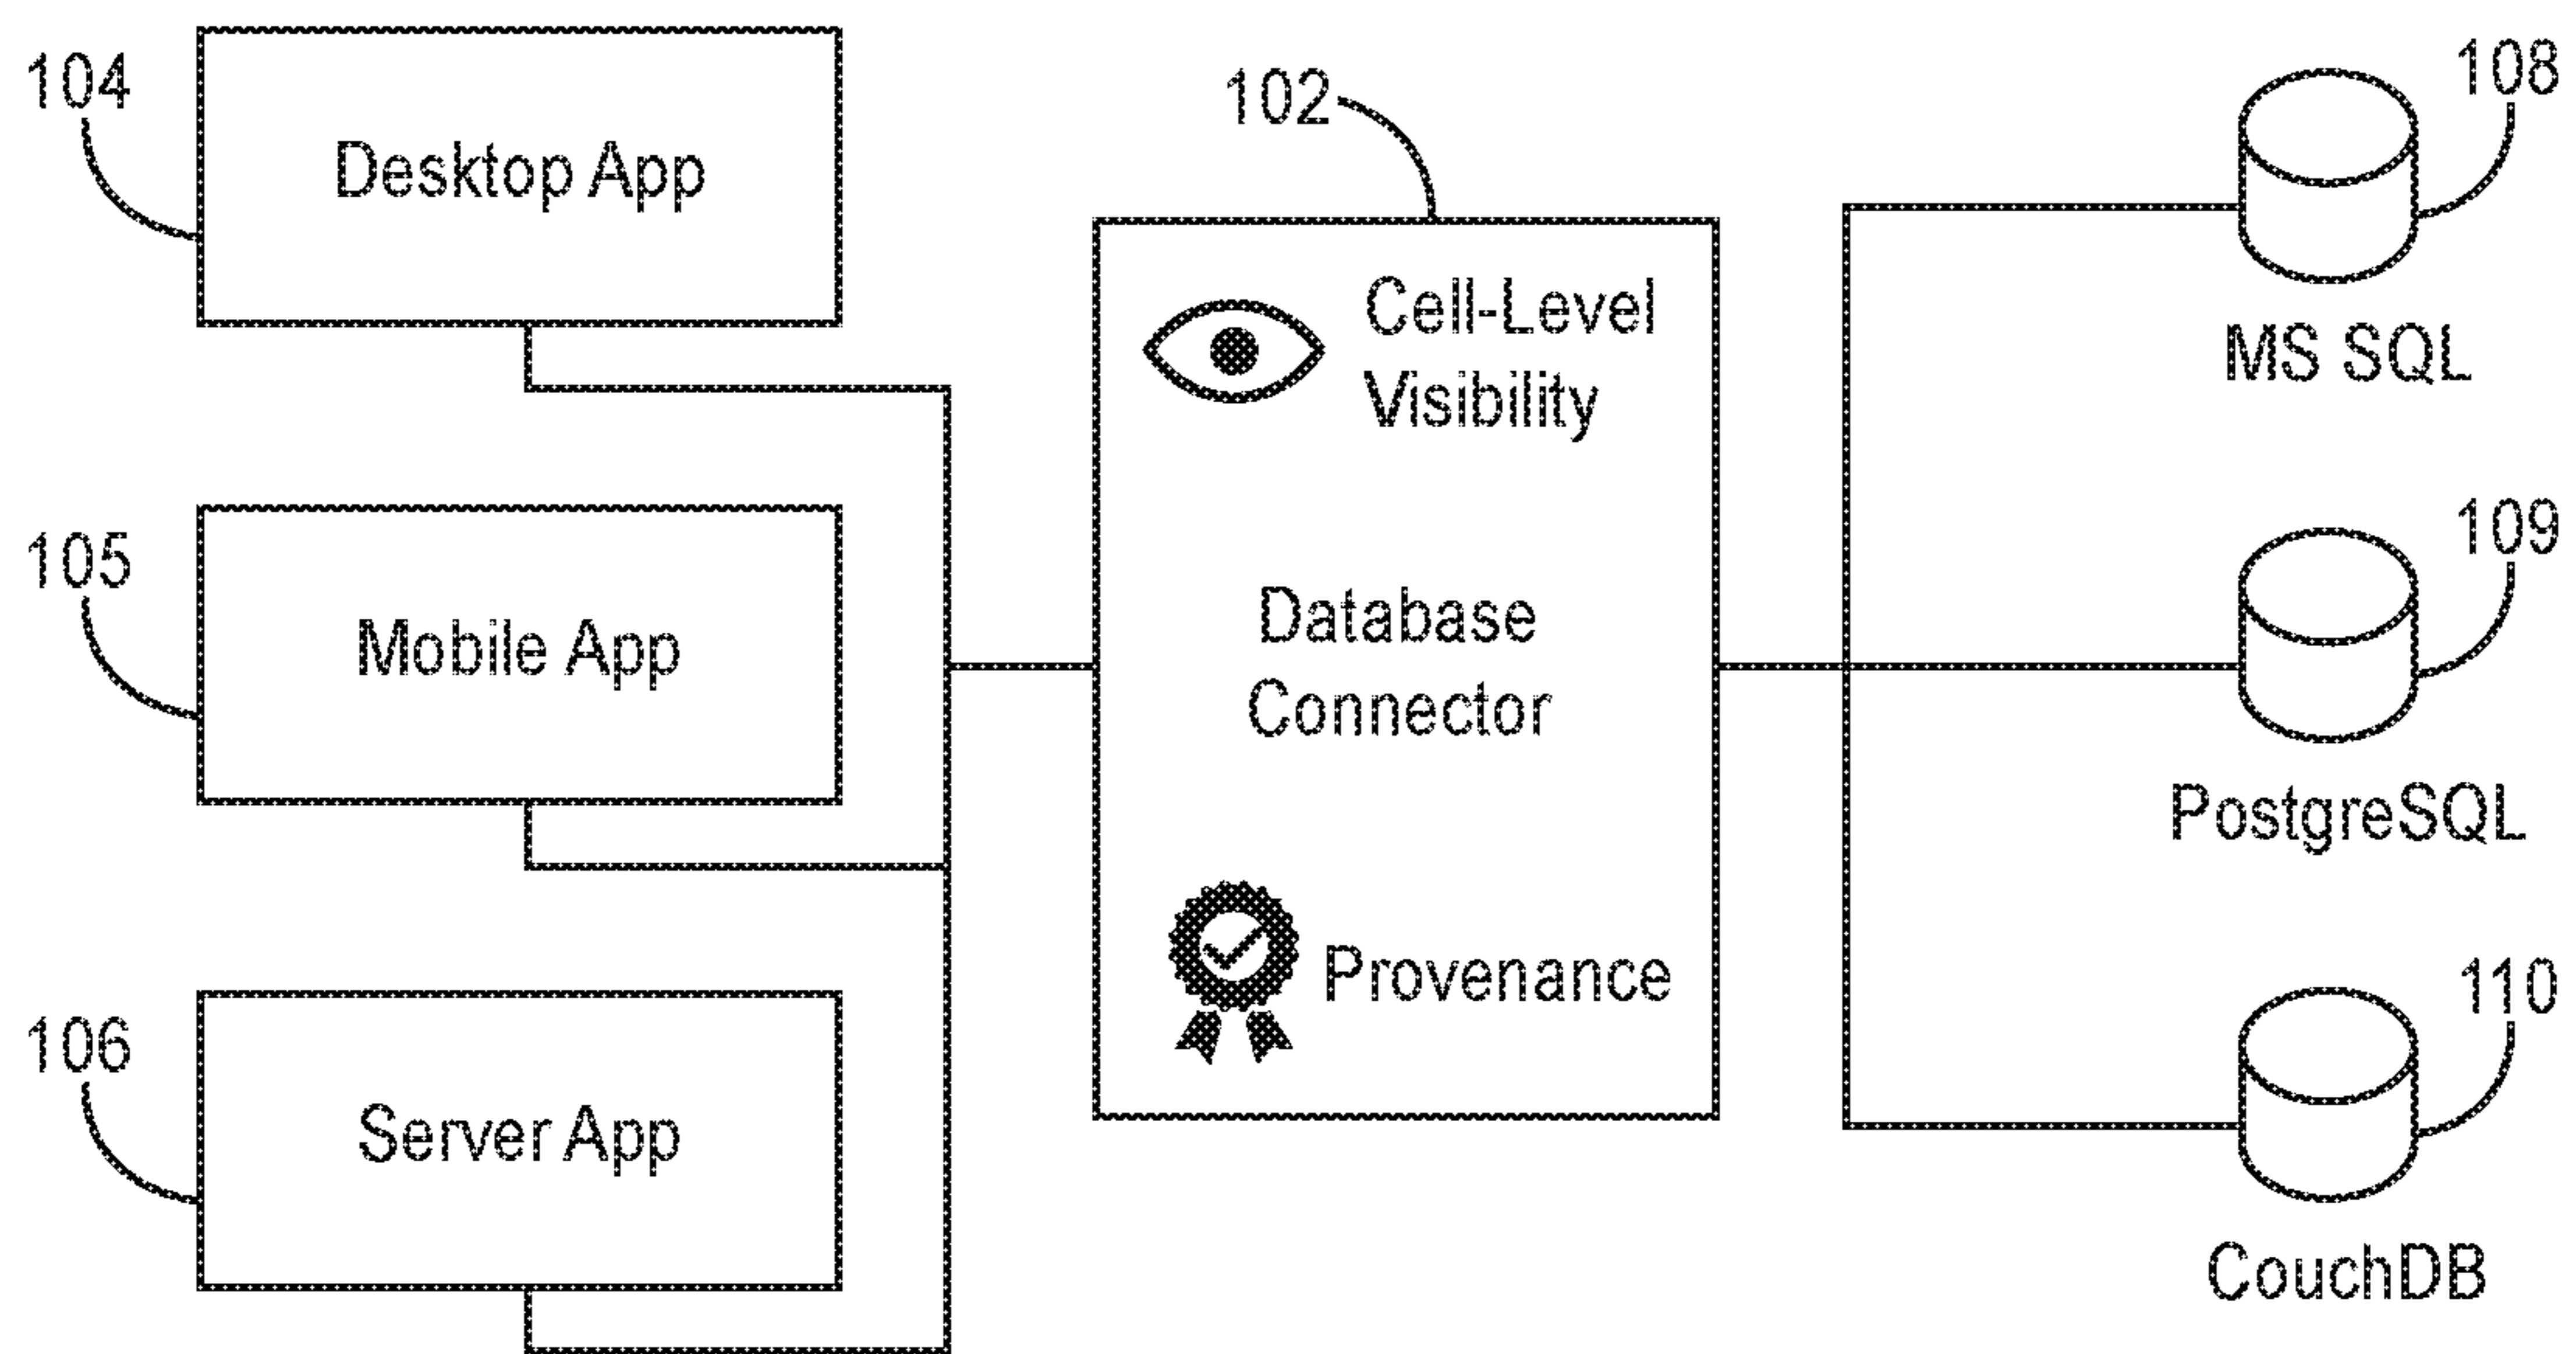 104
Desktop App
105
Mobile App
106
Server App
102
Cell-Level
Visibility
Database
Connector
Provenance
108
MS SQL
109
PostgreSQL
110
CouchDB